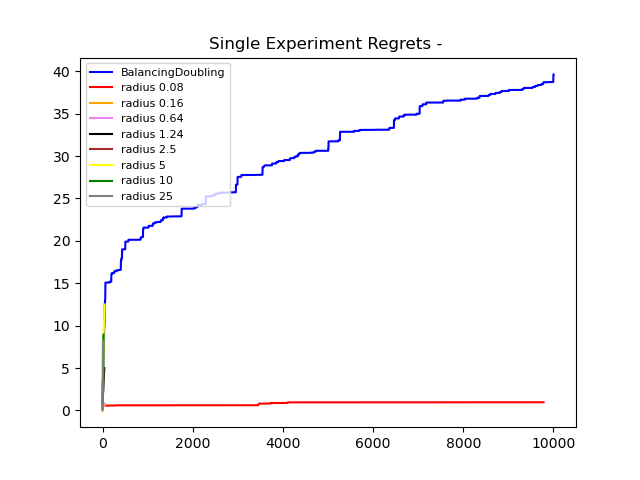 Single Experiment Regrets -
BalancingDoubling
radius 0.08
radius 0.16
radius 0.64
radius 1.24
radius 2.5
radius 5
radius 10
radius 25
40
35
30
25
20
15
10
5
0
0 2000 4000 6000 8000 10000